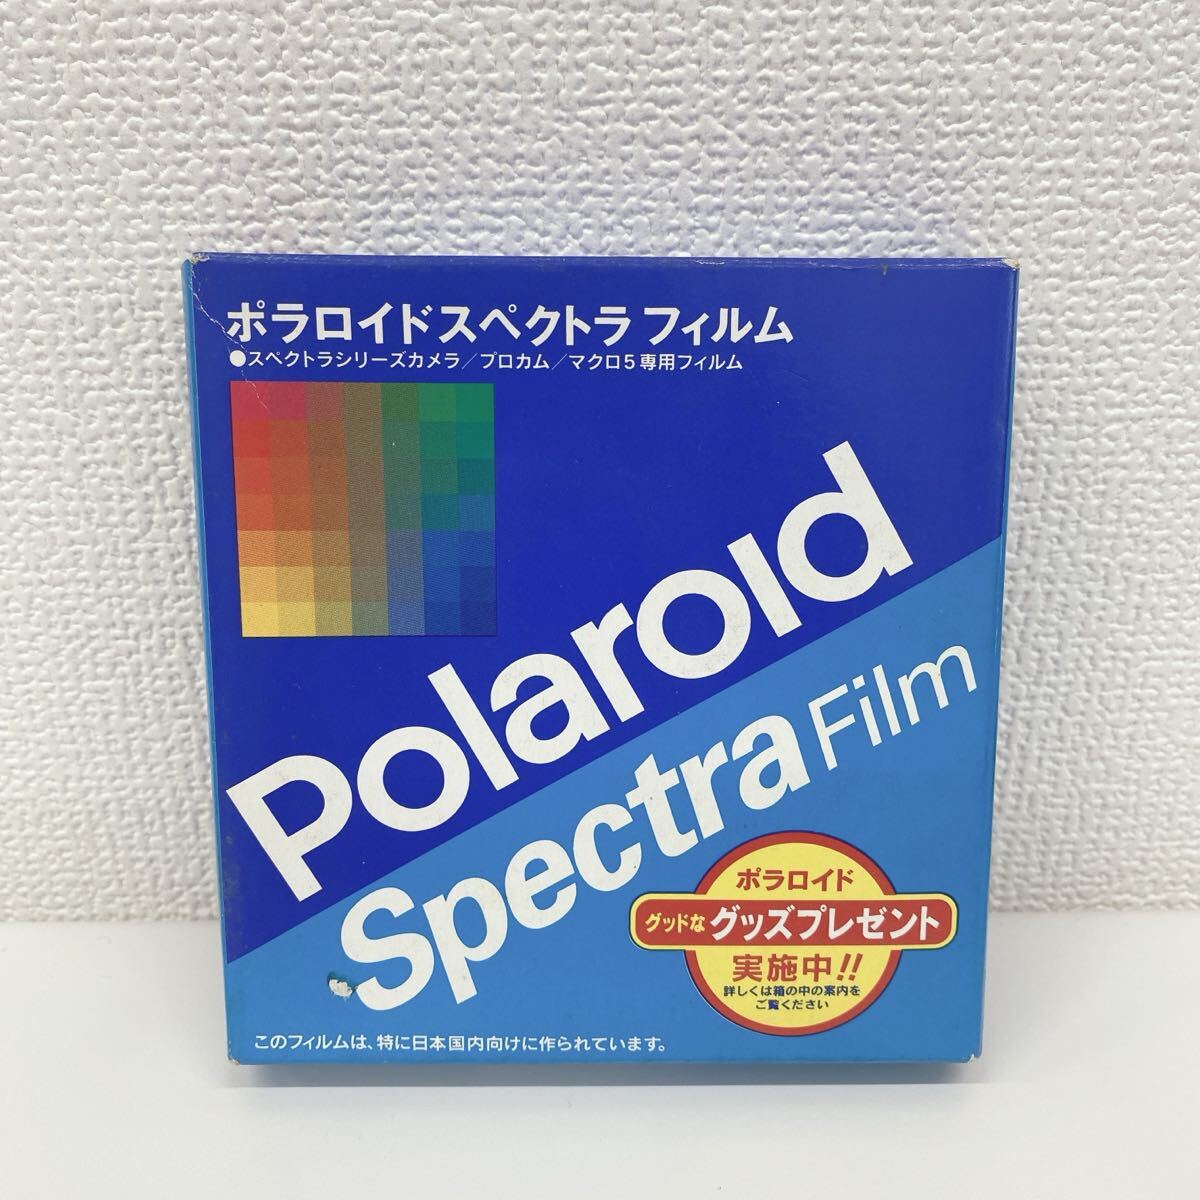 ポラロイドスペクトラ フィルム
●スペクトラシリーズカメラ/プロカム/マクロ5専用フィルム
Polaroid
Spectra Film
ポラロイド
グッドな グッズプレゼント
実施中!!
詳しくは箱の中の案内を
ご覧ください
このフィルムは、特に日本国内向けに作られています。